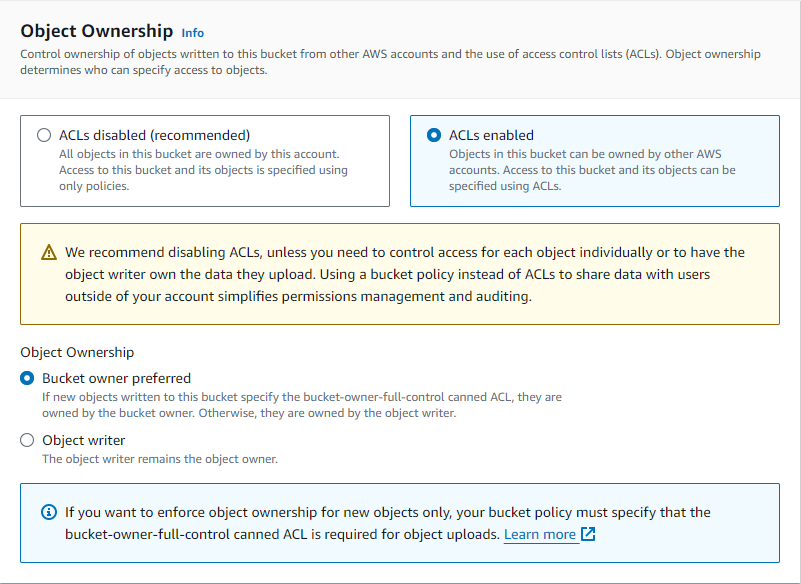 Object Ownership Info
Control ownership of objects written to this bucket from other AWS accounts and the use of access control lists (ACLs). Object ownership
determines who can specify access to objects.
ACLs disabled (recommended)
All objects in this bucket are owned by this account.
Access to this bucket and its objects is specified using
only policies.
ACLs enabled
Objects in this bucket can be owned by other AWS
accounts. Access to this bucket and its objects can be
specified using ACLs.
We recommend disabling ACLs, unless you need to control access for each object individually or to have the
object writer own the data they upload. Using a bucket policy instead of ACLs to share data with users
outside of your account simplifies permissions management and auditing.
Object Ownership
Bucket owner preferred
If new objects written to this bucket specify the bucket-owner-full-control canned ACL, they are
owned by the bucket owner. Otherwise, they are owned by the object writer.
Object writer
The object writer remains the object owner.
If you want to enforce object ownership for new objects only, your bucket policy must specify that the
bucket-owner-full-control canned ACL is required for object uploads. Learn more